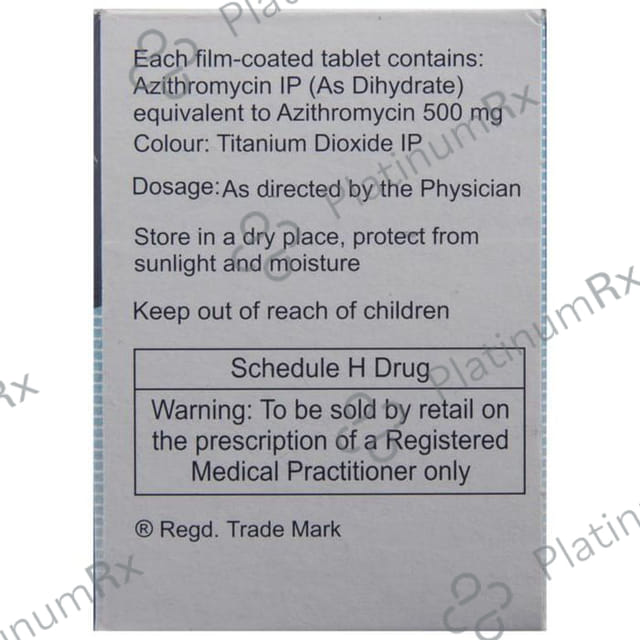 Each film-coated tablet contains:
Azithromycin IP (As Dihydrate)
equivalent to Azithromycin 500 mg
Colour: Titanium Dioxide IP
Dosage: As directed by the Physician
Store in a dry place, protect from
sunlight and moisture
Keep out of reach of children
Schedule H Drug
Warning: To be sold by retail on
the prescription of a Registered
Medical Practitioner only
® Regd. Trade Mark
PlatinumRx
PlatinumRx
PlatinumRx
Rx
tinumRx
Platin